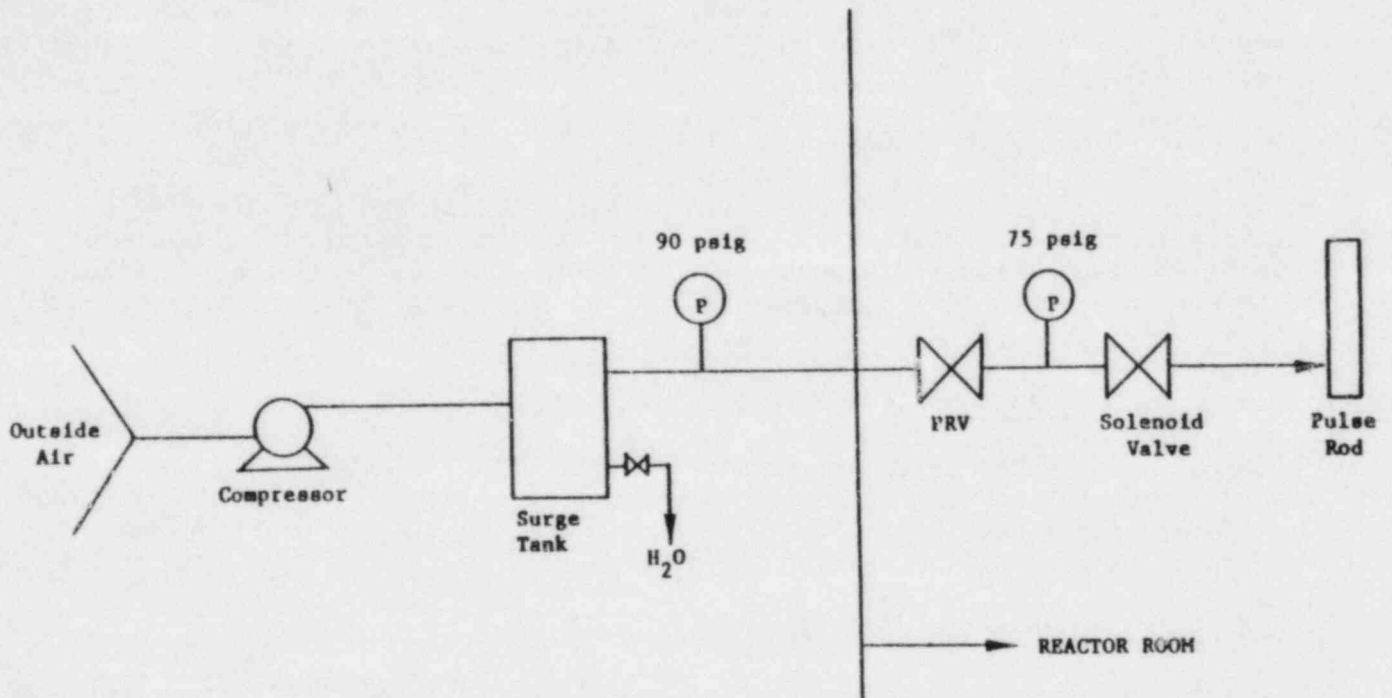 90 psig
75 psig
P
P
Outside
Air
Compressor
Surge
Tank
H2O
PRV
Solenoid
Valve
Pulse
Rod
REACTOR ROOM